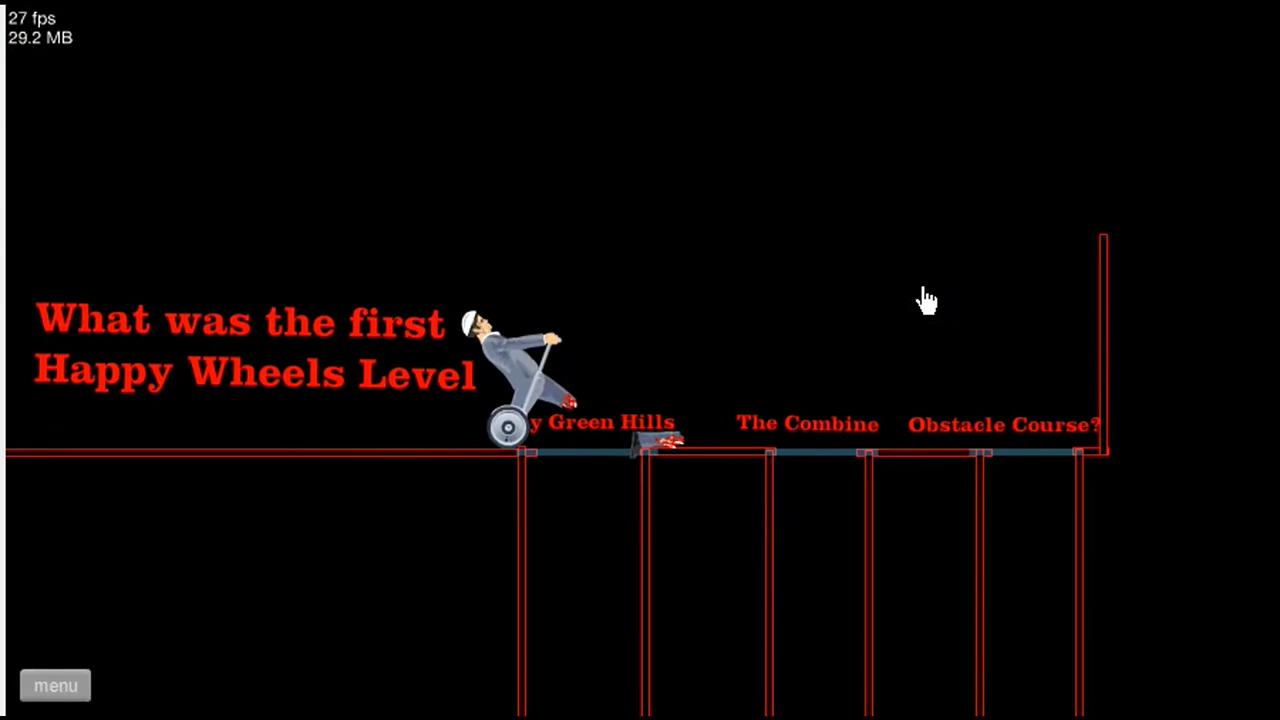 27 fps
29.2 MB
What was the first
Happy Wheels Level
y Green Hills
The Combine
Obstacle Course?
menu